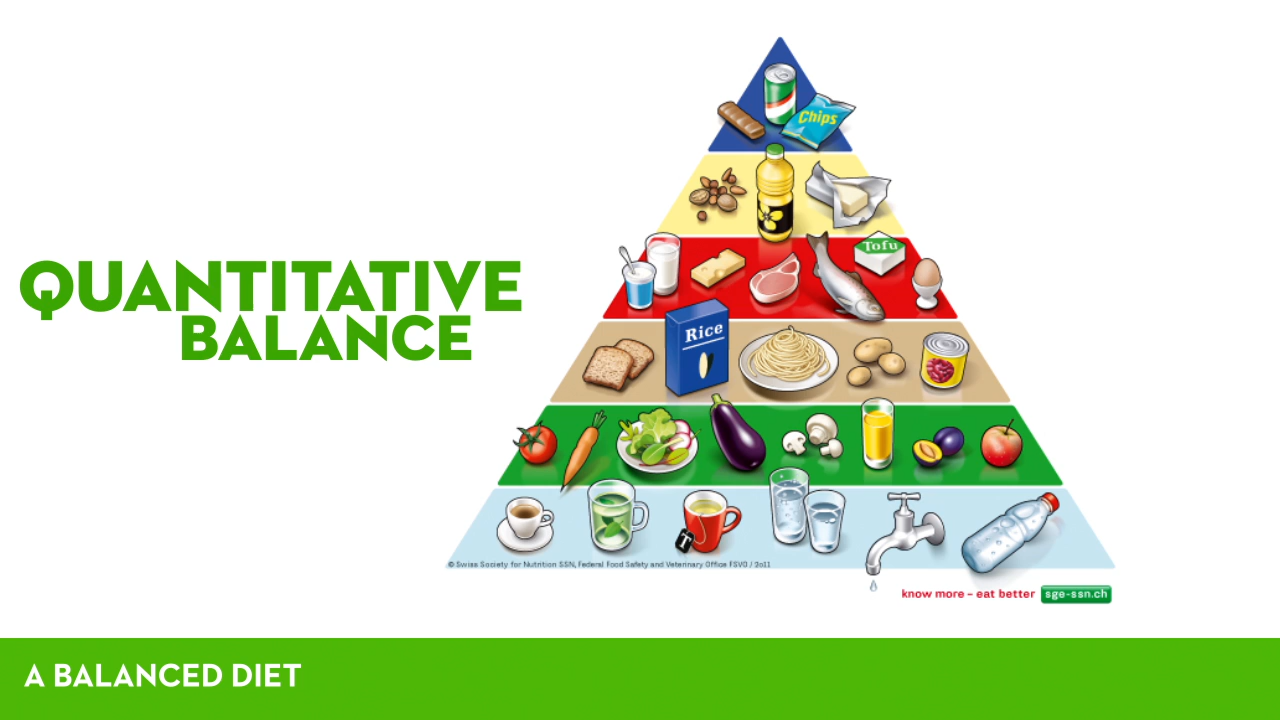 Chips
Tofu
QUANTITATIVE
BALANCE
Rice
T
© Swiss Society for Nutrition SSN, Federal Food Safety and Veterinary Office FSVO / 2o11
know more – eat better sge-ssn.ch
A BALANCED DIET